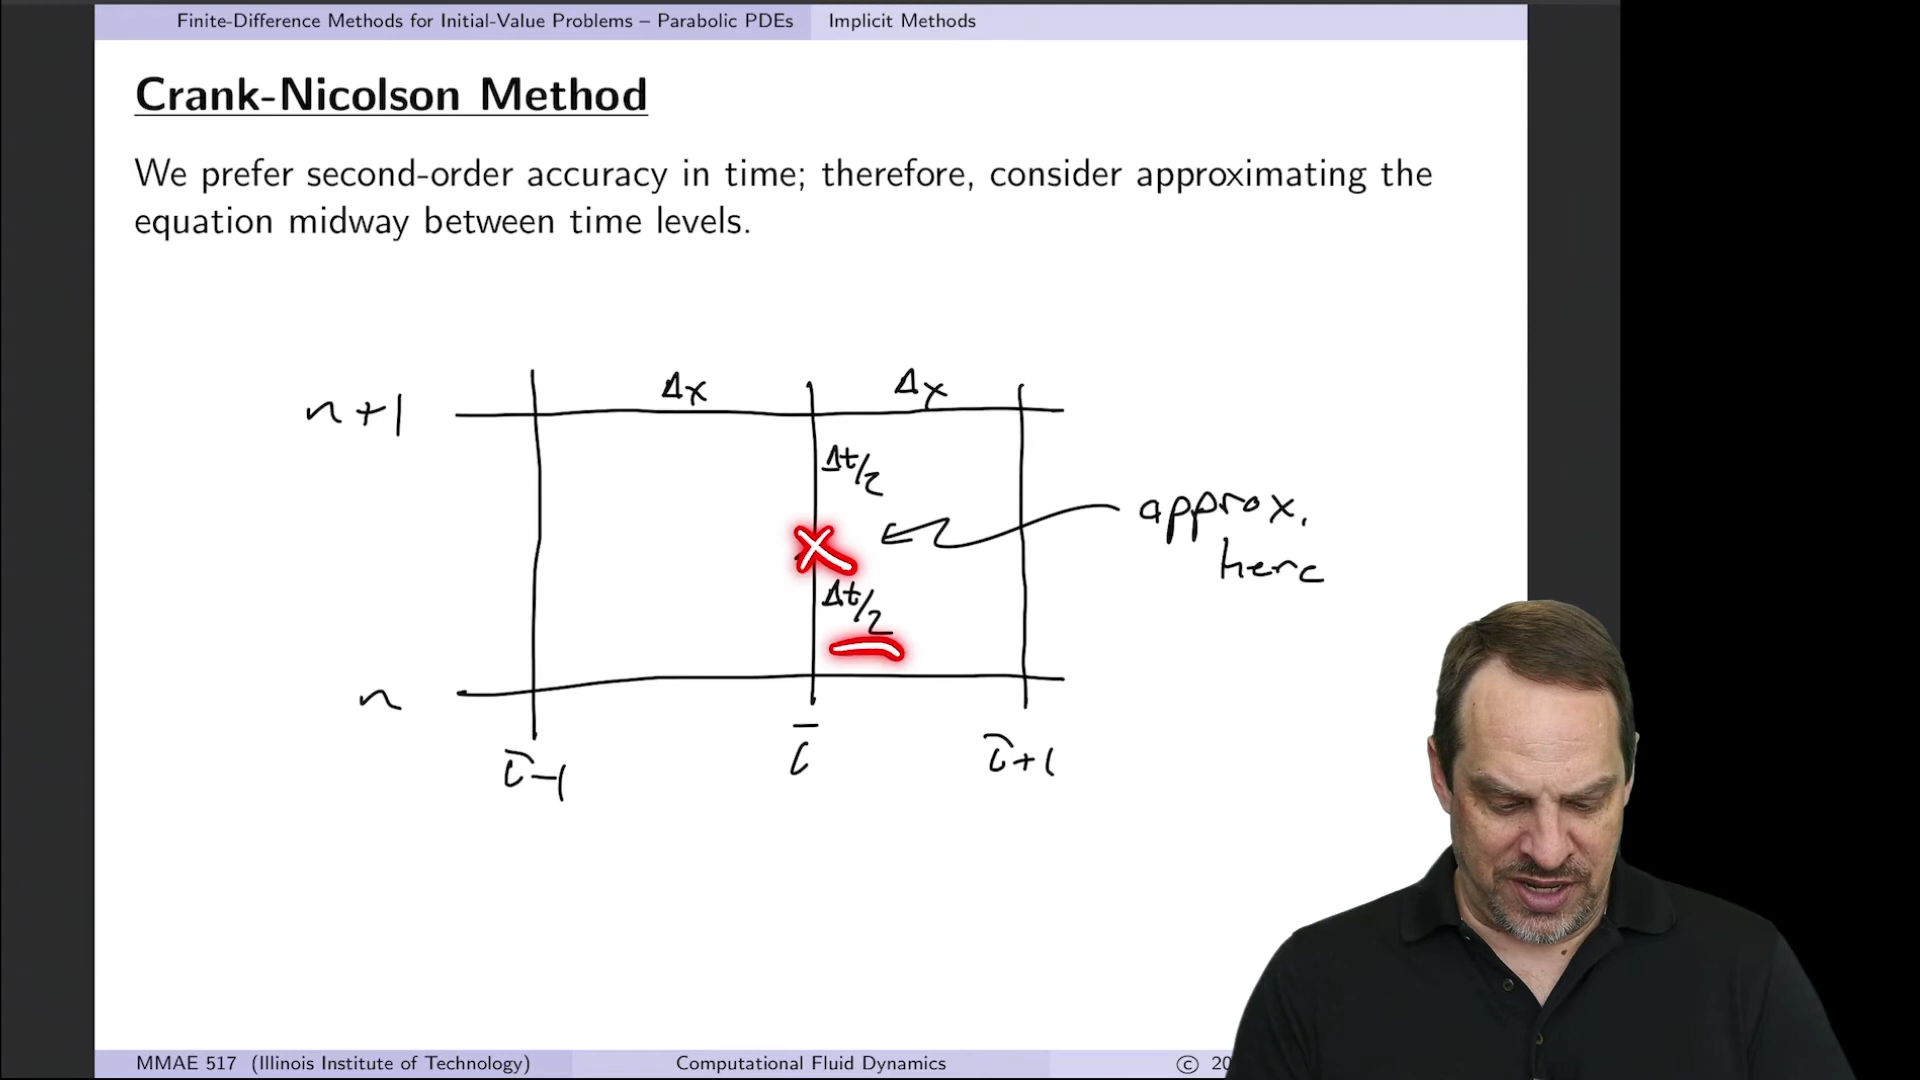 Finite-Difference Methods for Initial-Value Problems – Parabolic PDEs Implicit Methods
Crank-Nicolson Method
We prefer second-order accuracy in time; therefore, consider approximating the
equation midway between time levels.
Δx Δx
n+1
Δt/2
approx.
here
Δt/2
n
i-1 i i+1
MMAE 517 (Illinois Institute of Technology) Computational Fluid Dynamics © 20